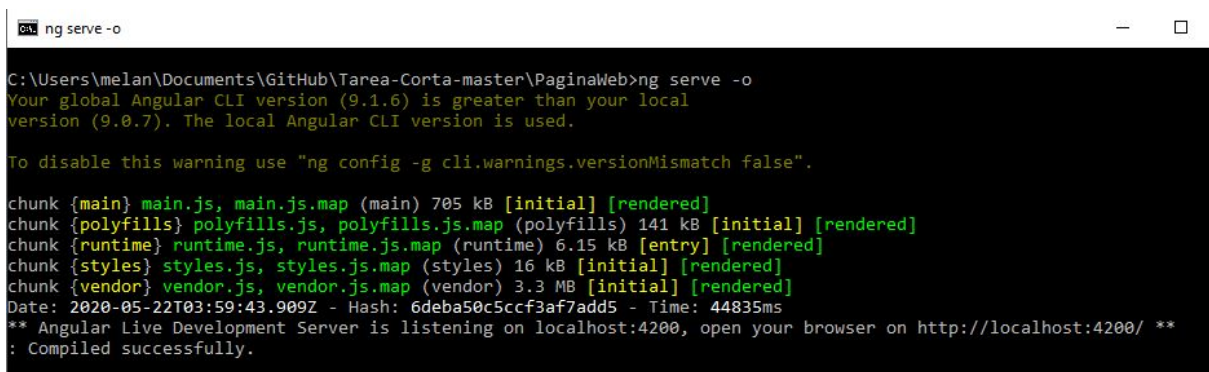 ng serve -o
C:\Users\melan\Documents\GitHub\Tarea-Corta-master\PaginaWeb>ng serve -o
Your global Angular CLI version (9.1.6) is greater than your local
version (9.0.7). The local Angular CLI version is used.
To disable this warning use "ng config -g cli.warnings.versionMismatch false".
chunk {main} main.js, main.js.map (main) 705 kB [initial] [rendered]
chunk {polyfills} polyfills.js, polyfills.js.map (polyfills) 141 kB [initial] [rendered]
chunk {runtime} runtime.js, runtime.js.map (runtime) 6.15 kB [entry] [rendered]
chunk {styles} styles.js, styles.js.map (styles) 16 kB [initial] [rendered]
chunk {vendor} vendor.js, vendor.js.map (vendor) 3.3 MB [initial] [rendered]
Date: 2020-05-22T03:59:43.909Z - Hash: 6deba50c5ccf3af7add5 - Time: 44835ms
** Angular Live Development Server is listening on localhost:4200, open your browser on http://localhost:4200/ **
: Compiled successfully.